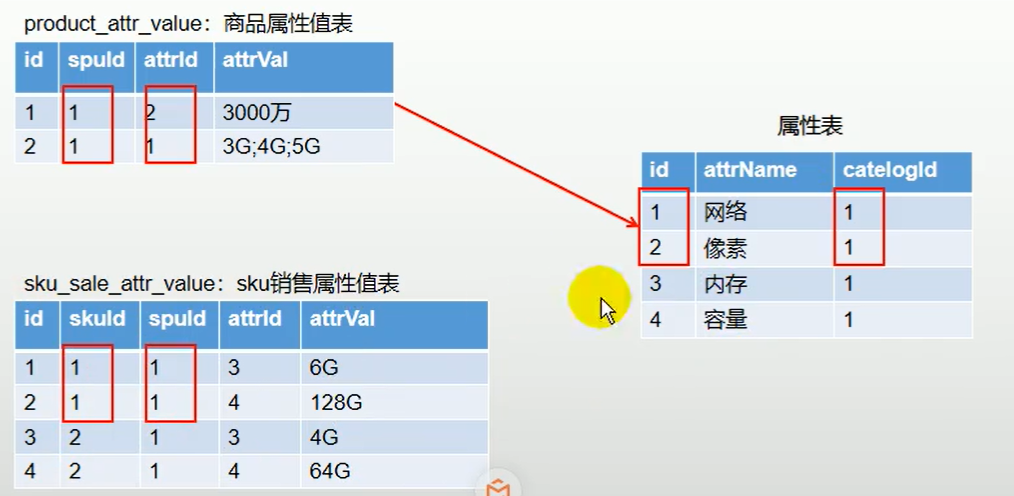 product_attr_value：商品属性值表
id spuId attrId attrVal
1 1 2 3000万
2 1 1 3G;4G;5G
属性表
id attrName catelogId
1 网络 1
2 像素 1
3 内存 1
4 容量 1
sku_sale_attr_value：sku销售属性值表
id skuId spuId attrId attrVal
1 1 1 3 6G
2 1 1 4 128G
3 2 1 3 4G
4 2 1 4 64G